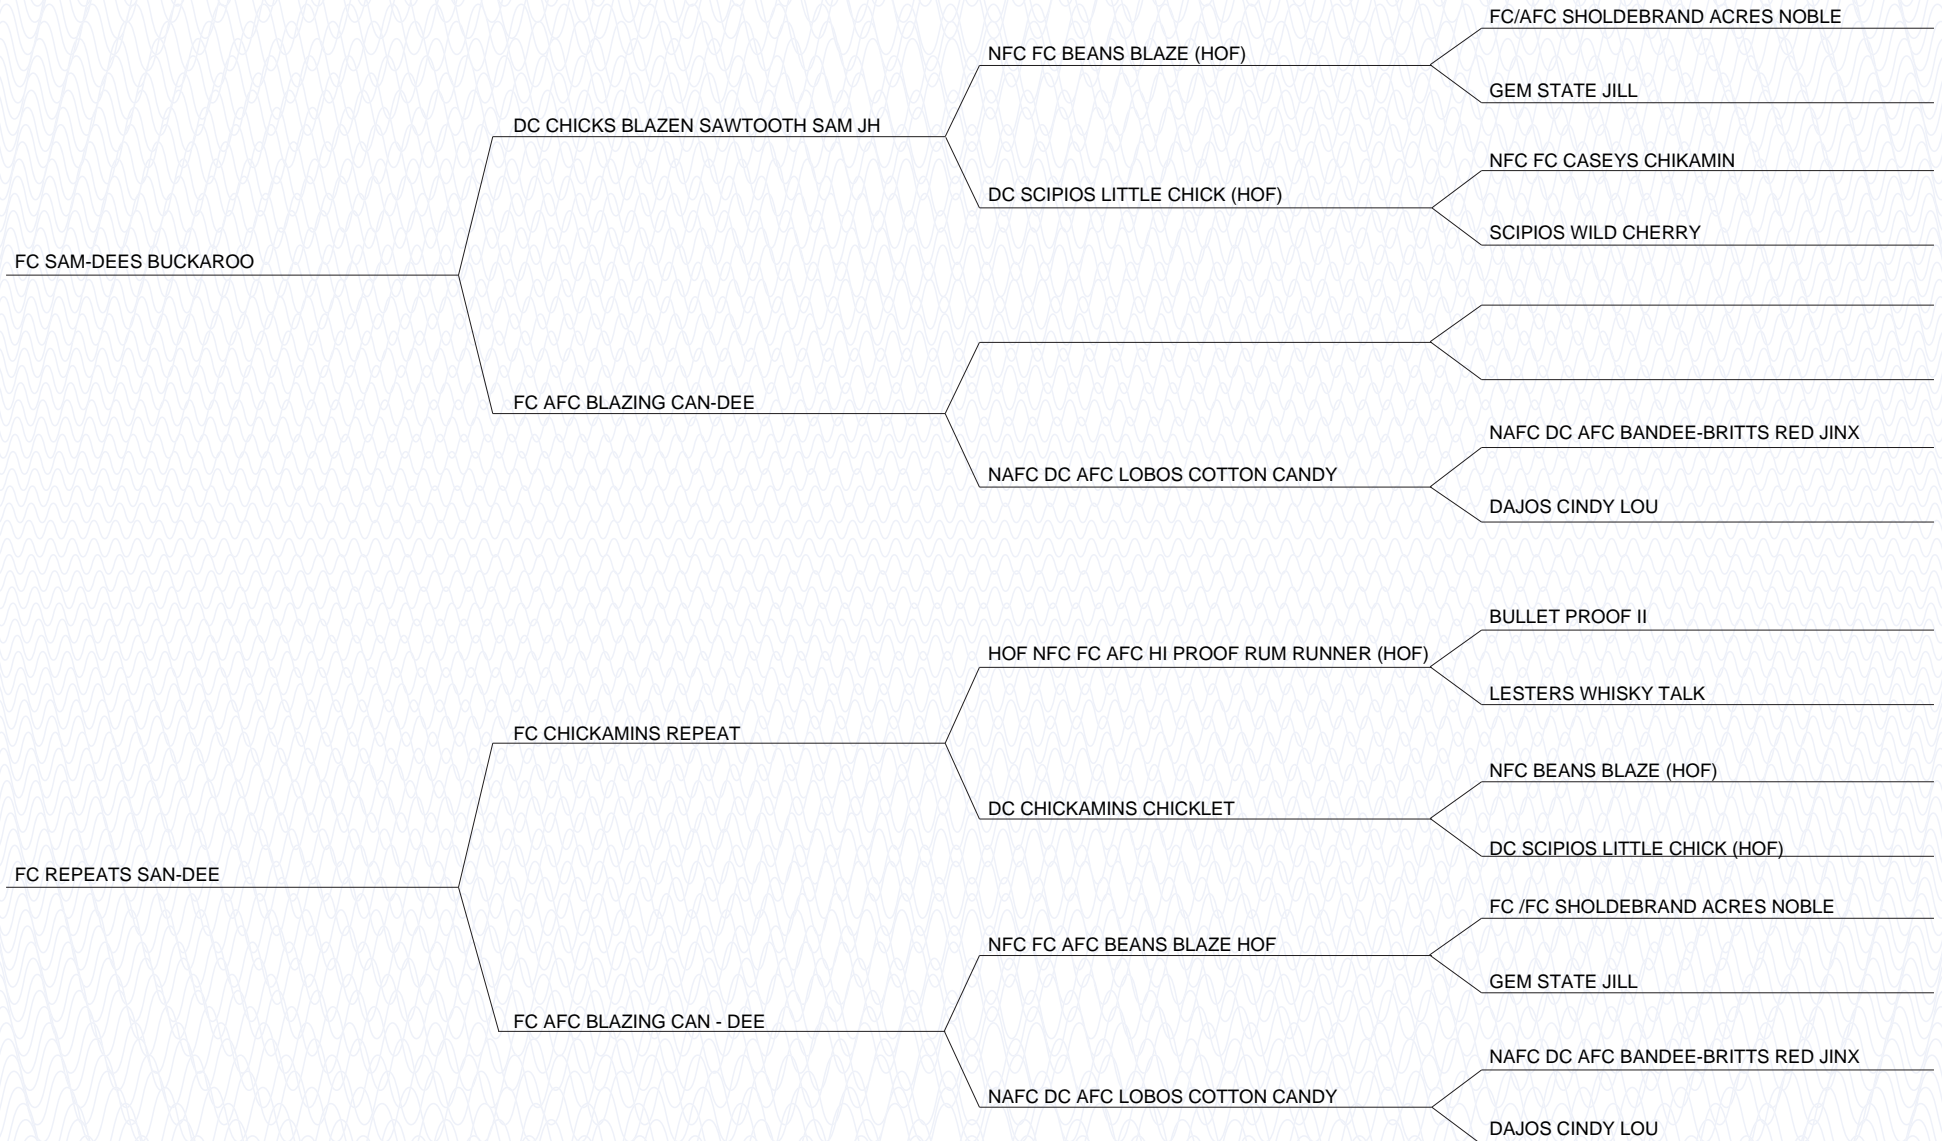 FC/AFC SHOLDEBRAND ACRES NOBLE
NFC FC BEANS BLAZE (HOF)
GEM STATE JILL
DC CHICKS BLAZEN SAWTOOTH SAM JH
NFC FC CASEYS CHIKAMIN
DC SCIPIOS LITTLE CHICK (HOF)
SCIPIOS WILD CHERRY
FC SAM-DEES BUCKAROO
FC AFC BLAZING CAN-DEE
NAFC DC AFC BANDEE-BRITTS RED JINX
NAFC DC AFC LOBOS COTTON CANDY
DAJOS CINDY LOU
BULLET PROOF II
HOF NFC FC AFC HI PROOF RUM RUNNER (HOF)
LESTERS WHISKY TALK
FC CHICKAMINS REPEAT
NFC BEANS BLAZE (HOF)
DC CHICKAMINS CHICKLET
DC SCIPIOS LITTLE CHICK (HOF)
FC REPEATS SAN-DEE
FC /FC SHOLDEBRAND ACRES NOBLE
NFC FC AFC BEANS BLAZE HOF
GEM STATE JILL
FC AFC BLAZING CAN - DEE
NAFC DC AFC BANDEE-BRITTS RED JINX
NAFC DC AFC LOBOS COTTON CANDY
DAJOS CINDY LOU